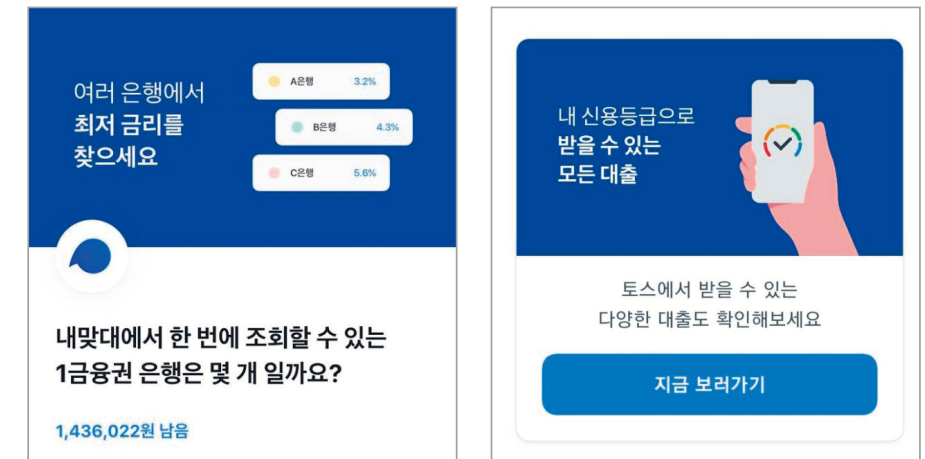 여러 은행에서
최저 금리를
찾으세요
A은행 3.2%
B은행 4.3%
C은행 5.6%
내맞대에서 한 번에 조회할 수 있는
1금융권 은행은 몇 개 일까요?
1,436,022원 남음
내 신용등급으로
받을 수 있는
모든 대출
토스에서 받을 수 있는
다양한 대출도 확인해보세요
지금 보러가기